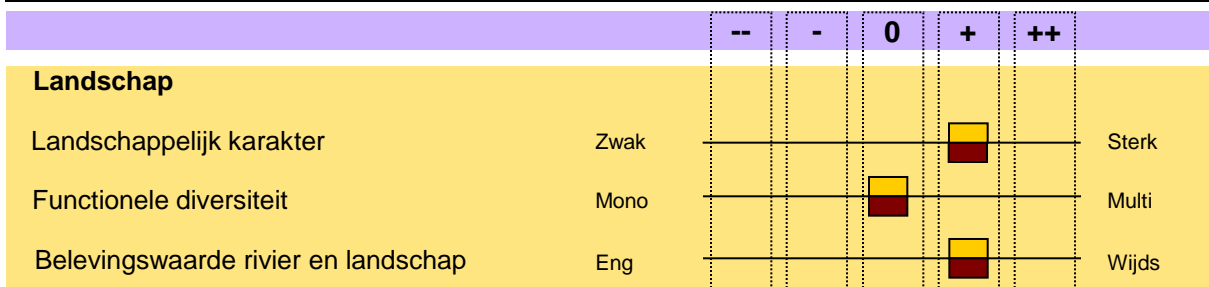 -- - 0 + ++
Landschap
Landschappelijk karakter Zwak Sterk
Functionele diversiteit Mono Multi
Belevingswaarde rivier en landschap Eng Wijds